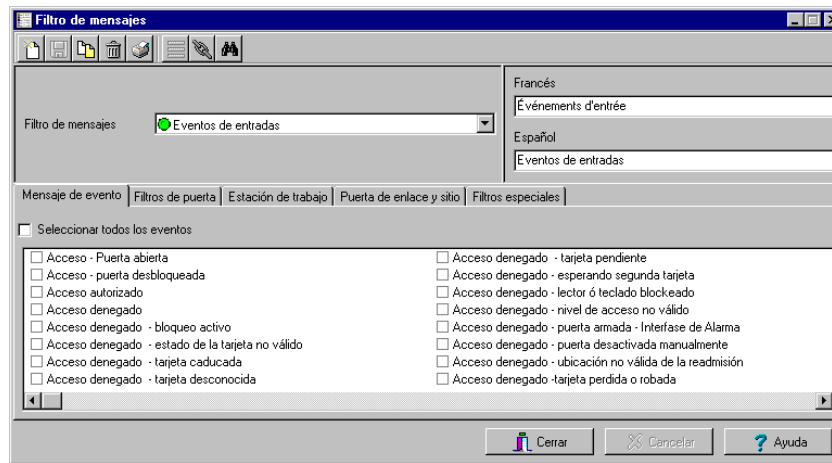 Filtro de mensajes
Francés
Événements d'entrée
Filtro de mensajes
Eventos de entradas
Español
Eventos de entradas
Mensaje de evento Filtros de puerta Estación de trabajo Puerta de enlace y sitio Filtros especiales
Seleccionar todos los eventos
Acceso - Puerta abierta
Acceso - puerta desbloqueada
Acceso autorizado
Acceso denegado
Acceso denegado - bloqueo activo
Acceso denegado - estado de la tarjeta no válido
Acceso denegado - tarjeta caducada
Acceso denegado - tarjeta desconocida
Acceso denegado - tarjeta pendiente
Acceso denegado - esperando segunda tarjeta
Acceso denegado - lector ó teclado blockeado
Acceso denegado - nivel de acceso no válido
Acceso denegado - puerta armada - Interfase de Alarma
Acceso denegado - puerta desactivada manualmente
Acceso denegado - ubicación no válida de la readmisión
Acceso denegado -tarjeta perdida o robada
Cerrar Cancelar Ayuda